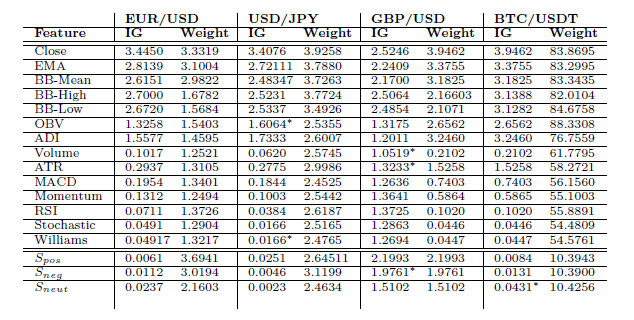 EUR/USD USD/JPY GBP/USD BTC/USDT
Feature IG Weight IG Weight IG Weight IG Weight
Close 3.4450 3.3319 3.4076 3.9258 2.5246 3.9462 3.9462 83.8695
EMA 2.8139 3.1004 2.72111 3.7880 2.2409 3.3755 3.3755 83.2995
BB-Mean 2.6151 2.9822 2.48347 3.7263 2.1700 3.1825 3.1825 83.3435
BB-High 2.7000 1.6782 2.5231 3.7724 2.5064 2.16603 3.1388 82.0104
BB-Low 2.6720 1.5684 2.5337 3.4926 2.4854 2.1071 3.1282 84.6758
OBV 1.3258 1.5403 1.6064* 2.5355 1.3175 2.6562 2.6562 88.3308
ADI 1.5577 1.4595 1.7333 2.6007 1.2011 3.2460 3.2460 76.7559
Volume 0.1017 1.2521 0.0620 2.5745 1.0519* 0.2102 0.2102 61.7795
ATR 0.2937 1.3105 0.2775 2.9986 1.3233* 1.5258 1.5258 58.2721
MACD 0.1954 1.3401 0.1844 2.4525 1.2636 0.7403 0.7403 56.1560
Momentum 0.1312 1.2494 0.1003 2.5442 1.3641 0.5864 0.5865 55.1003
RSI 0.0711 1.3726 0.0384 2.6187 1.3725 0.1020 0.1020 55.8891
Stochastic 0.0491 1.2904 0.0166 2.5165 1.2863 0.0446 0.0446 54.4809
Williams 0.04917 1.3217 0.0166* 2.4765 1.2694 0.0447 0.0447 54.5761
Spos 0.0061 3.6941 0.0251 2.64511 2.1993 2.1993 0.0084 10.3943
Sneg 0.0112 3.0194 0.0046 3.1199 1.9761* 1.9761 0.0131 10.3900
Sneut 0.0237 2.1603 0.0023 2.4634 1.5102 1.5102 0.0431* 10.4256